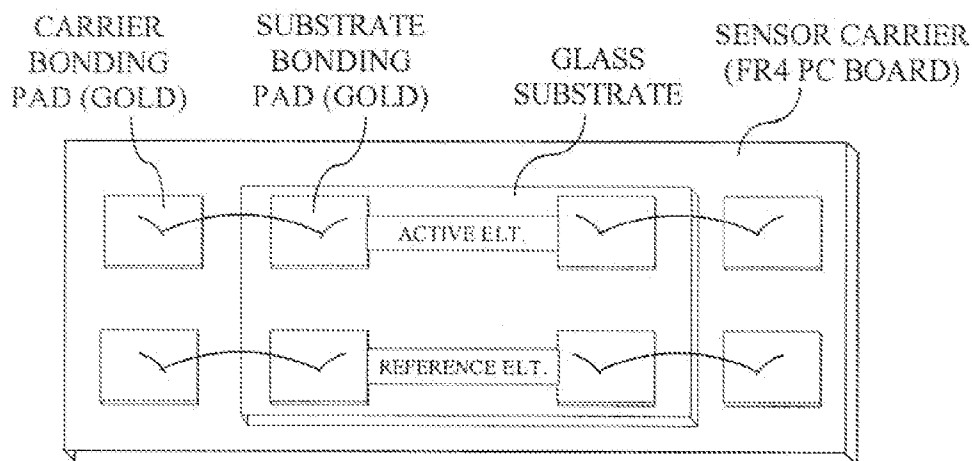 CARRIER
BONDING
PAD (GOLD)
SUBSTRATE
BONDING
PAD (GOLD)
GLASS
SUBSTRATE
SENSOR CARRIER
(FR4 PC BOARD)
ACTIVE ELT.
REFERENCE ELT.